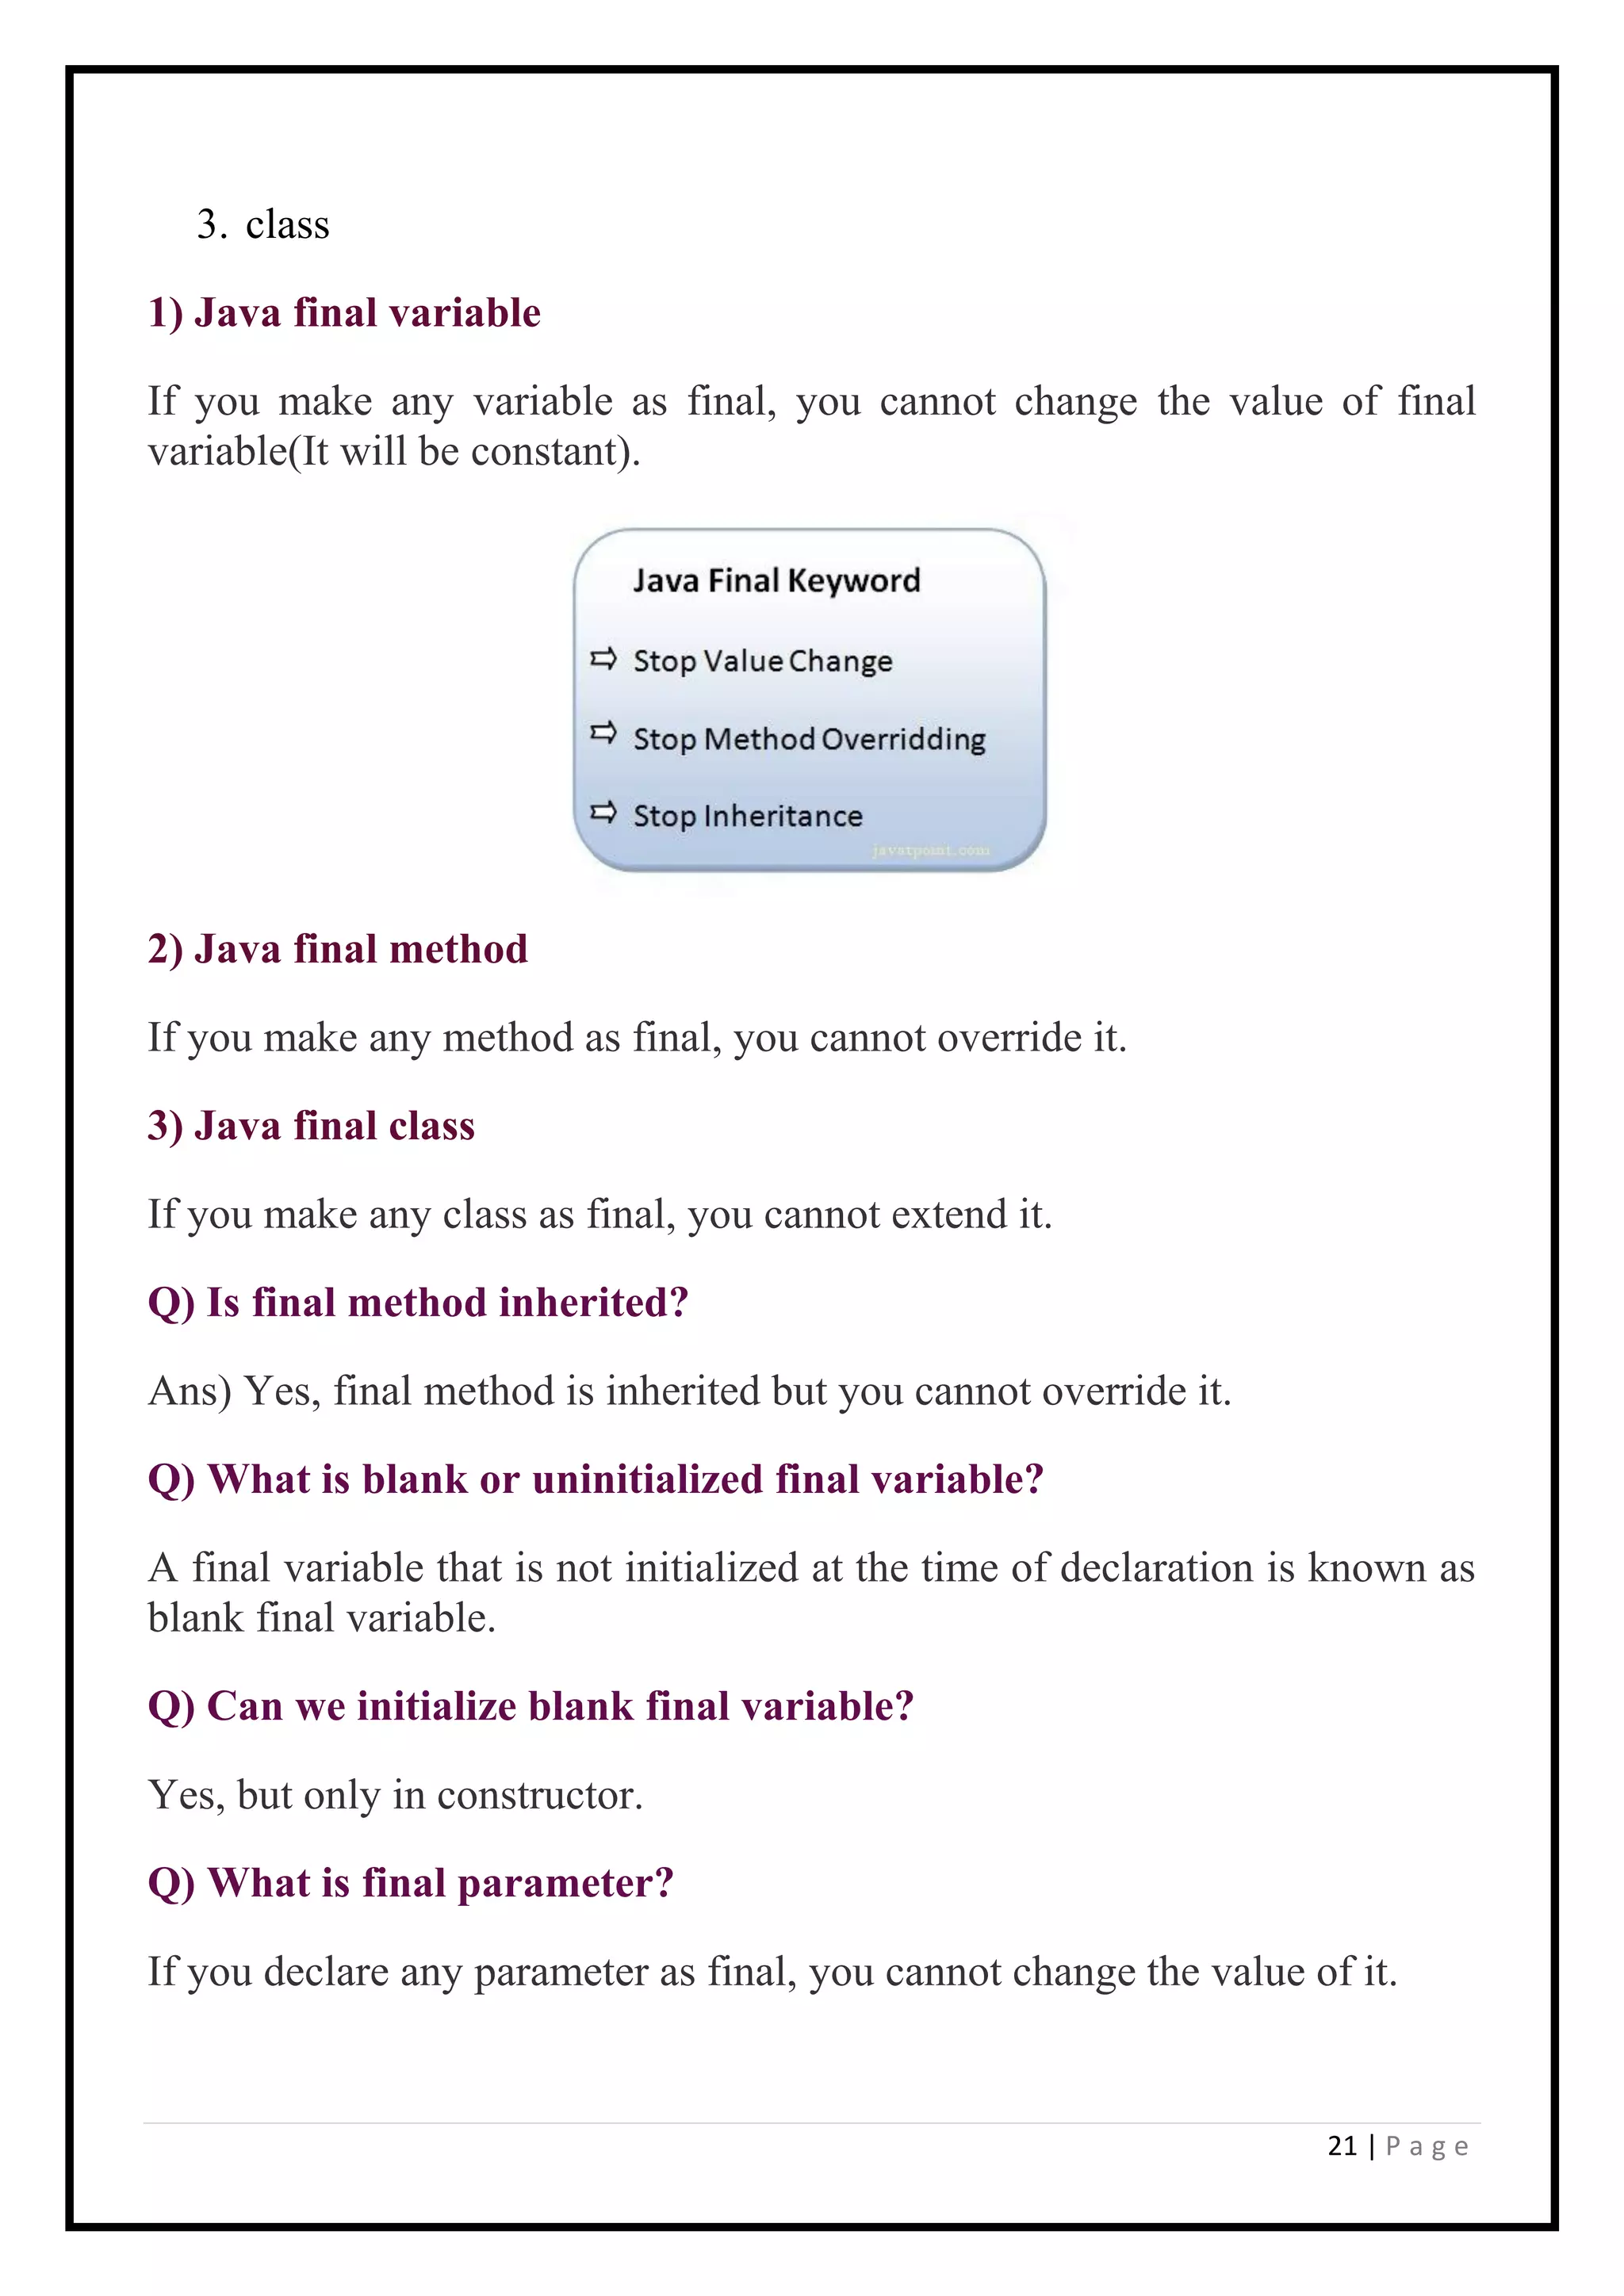 3. class
1) Java final variable
If you make any variable as final, you cannot change the value of final
variable(It will be constant).
Java Final Keyword
⇨ Stop Value Change
⇨ Stop Method Overridding
⇨ Stop Inheritance
javatpoint.com
2) Java final method
If you make any method as final, you cannot override it.
3) Java final class
If you make any class as final, you cannot extend it.
Q) Is final method inherited?
Ans) Yes, final method is inherited but you cannot override it.
Q) What is blank or uninitialized final variable?
A final variable that is not initialized at the time of declaration is known as
blank final variable.
Q) Can we initialize blank final variable?
Yes, but only in constructor.
Q) What is final parameter?
If you declare any parameter as final, you cannot change the value of it.
21 | P a g e